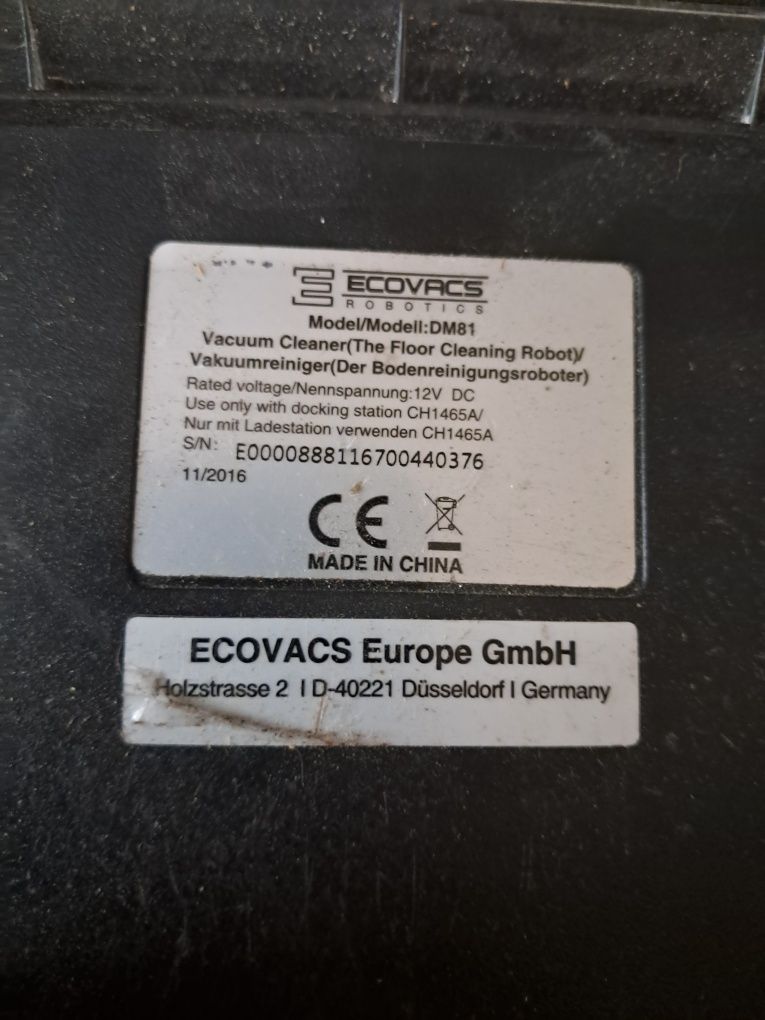 ECOVACS
ROBOTICS
Model/Modell:DM81
Vacuum Cleaner(The Floor Cleaning Robot)/
Vakuumreiniger(Der Bodenreinigungsroboter)
Rated voltage/Nennspannung:12V DC
Use only with docking station CH1465A/
Nur mit Ladestation verwenden CH1465A
S/N: E0000888116700440376
11/2016
CE
MADE IN CHINA
ECOVACS Europe GmbH
Holzstrasse 2 I D-40221 Düsseldorf I Germany